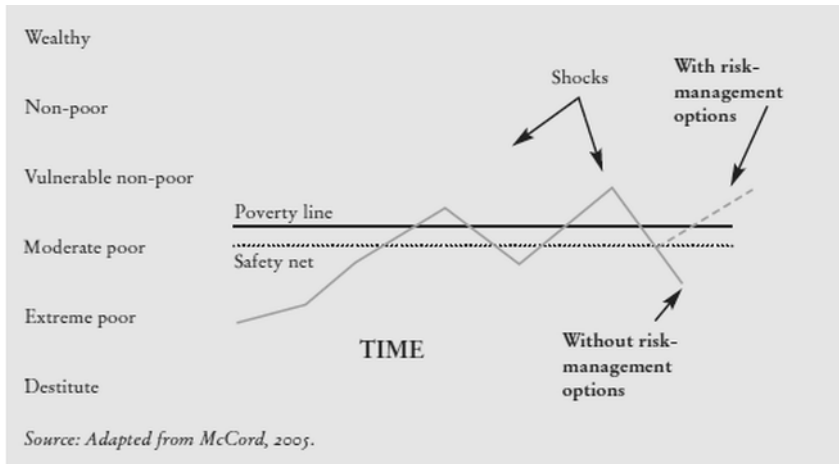 Wealthy
Shocks
With risk-
management
options
Non-poor
Vulnerable non-poor
Poverty line
Moderate poor
Safety net
Extreme poor
TIME
Without risk-
management
options
Destitute
Source: Adapted from McCord, 2005.